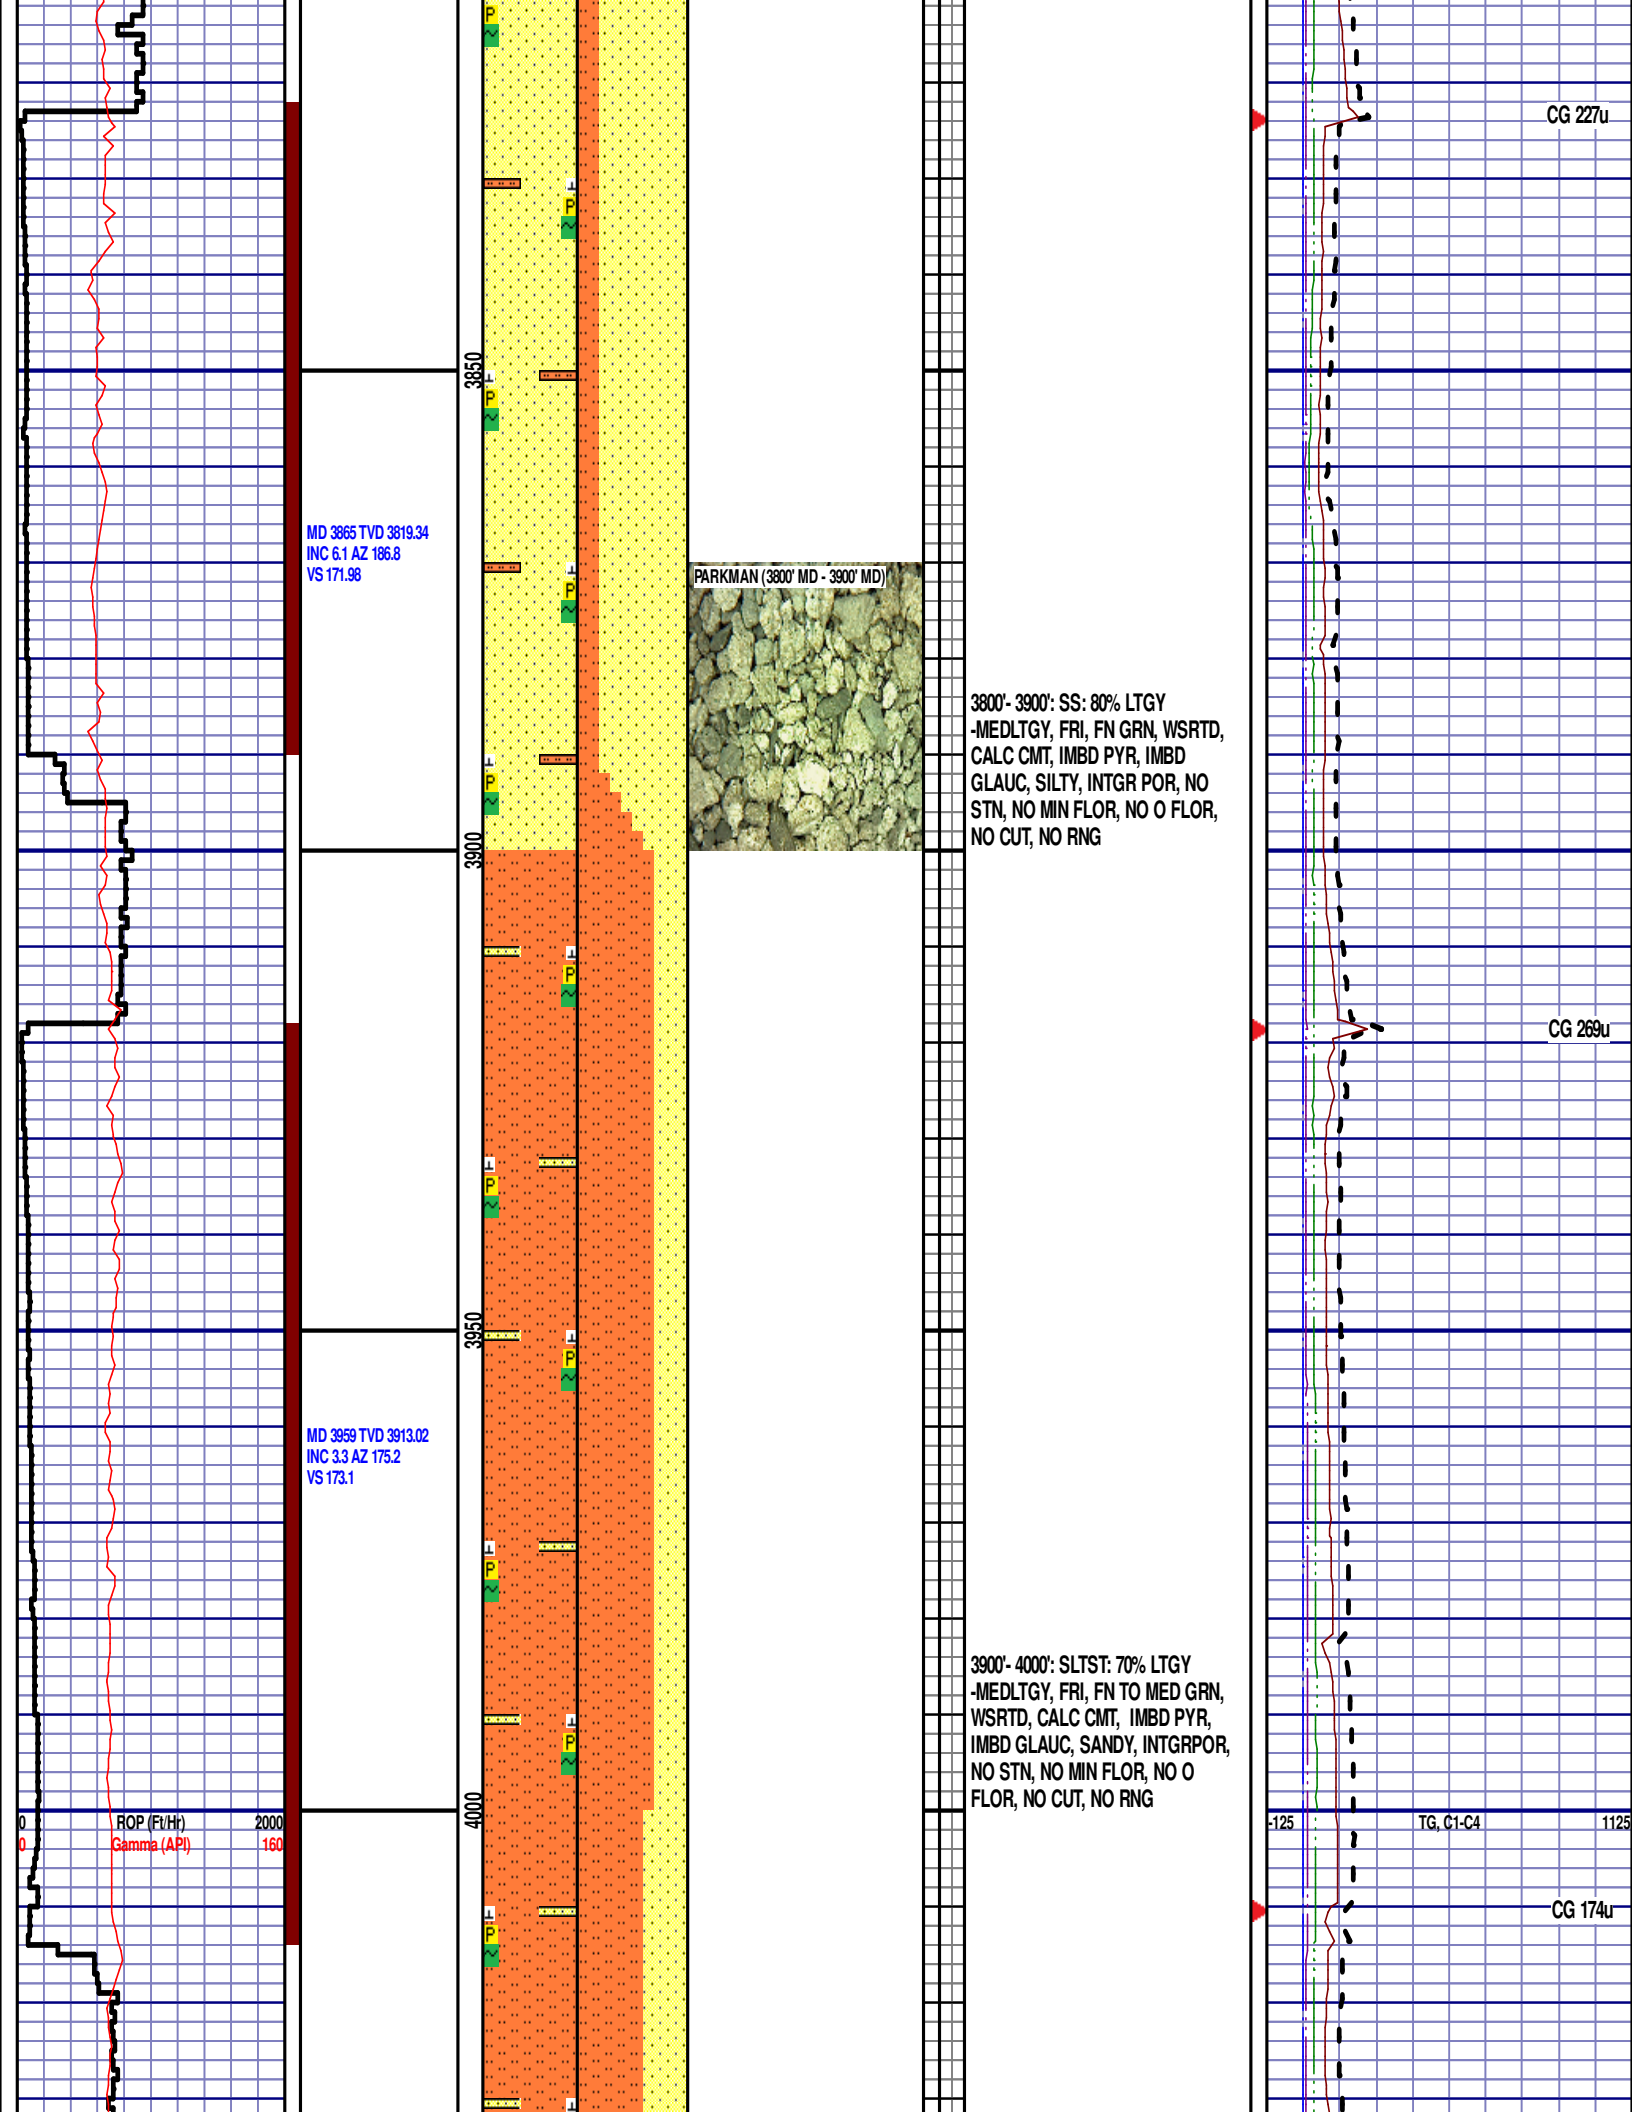 P
CG 227u
P
3850
P
MD 3865 TVD 3819.34
INC 6.1 AZ 186.8
VS 171.98
PARKMAN (3800' MD - 3900' MD)
P
3800'- 3900': SS: 80% LTGY
-MEDLTGY, FRI, FN GRN, WSRTD,
CALC CMT, IMBD PYR, IMBD
GLAUC, SILTY, INTGR POR, NO
STN, NO MIN FLOR, NO O FLOR,
NO CUT, NO RNG
P
3900
P
CG 269u
P
3950
P
MD 3959 TVD 3913.02
INC 3.3 AZ 175.2
VS 173.1
P
3900'- 4000': SLTST: 70% LTGY
-MEDLTGY, FRI, FN TO MED GRN,
WSRTD, CALC CMT, IMBD PYR,
IMBD GLAUC, SANDY, INTGRPOR,
NO STN, NO MIN FLOR, NO O
FLOR, NO CUT, NO RNG
P
4000
0 ROP (Ft/Hr) 2000
0 Gamma (API) 160
-125 TG, C1-C4 1125
CG 174u
P